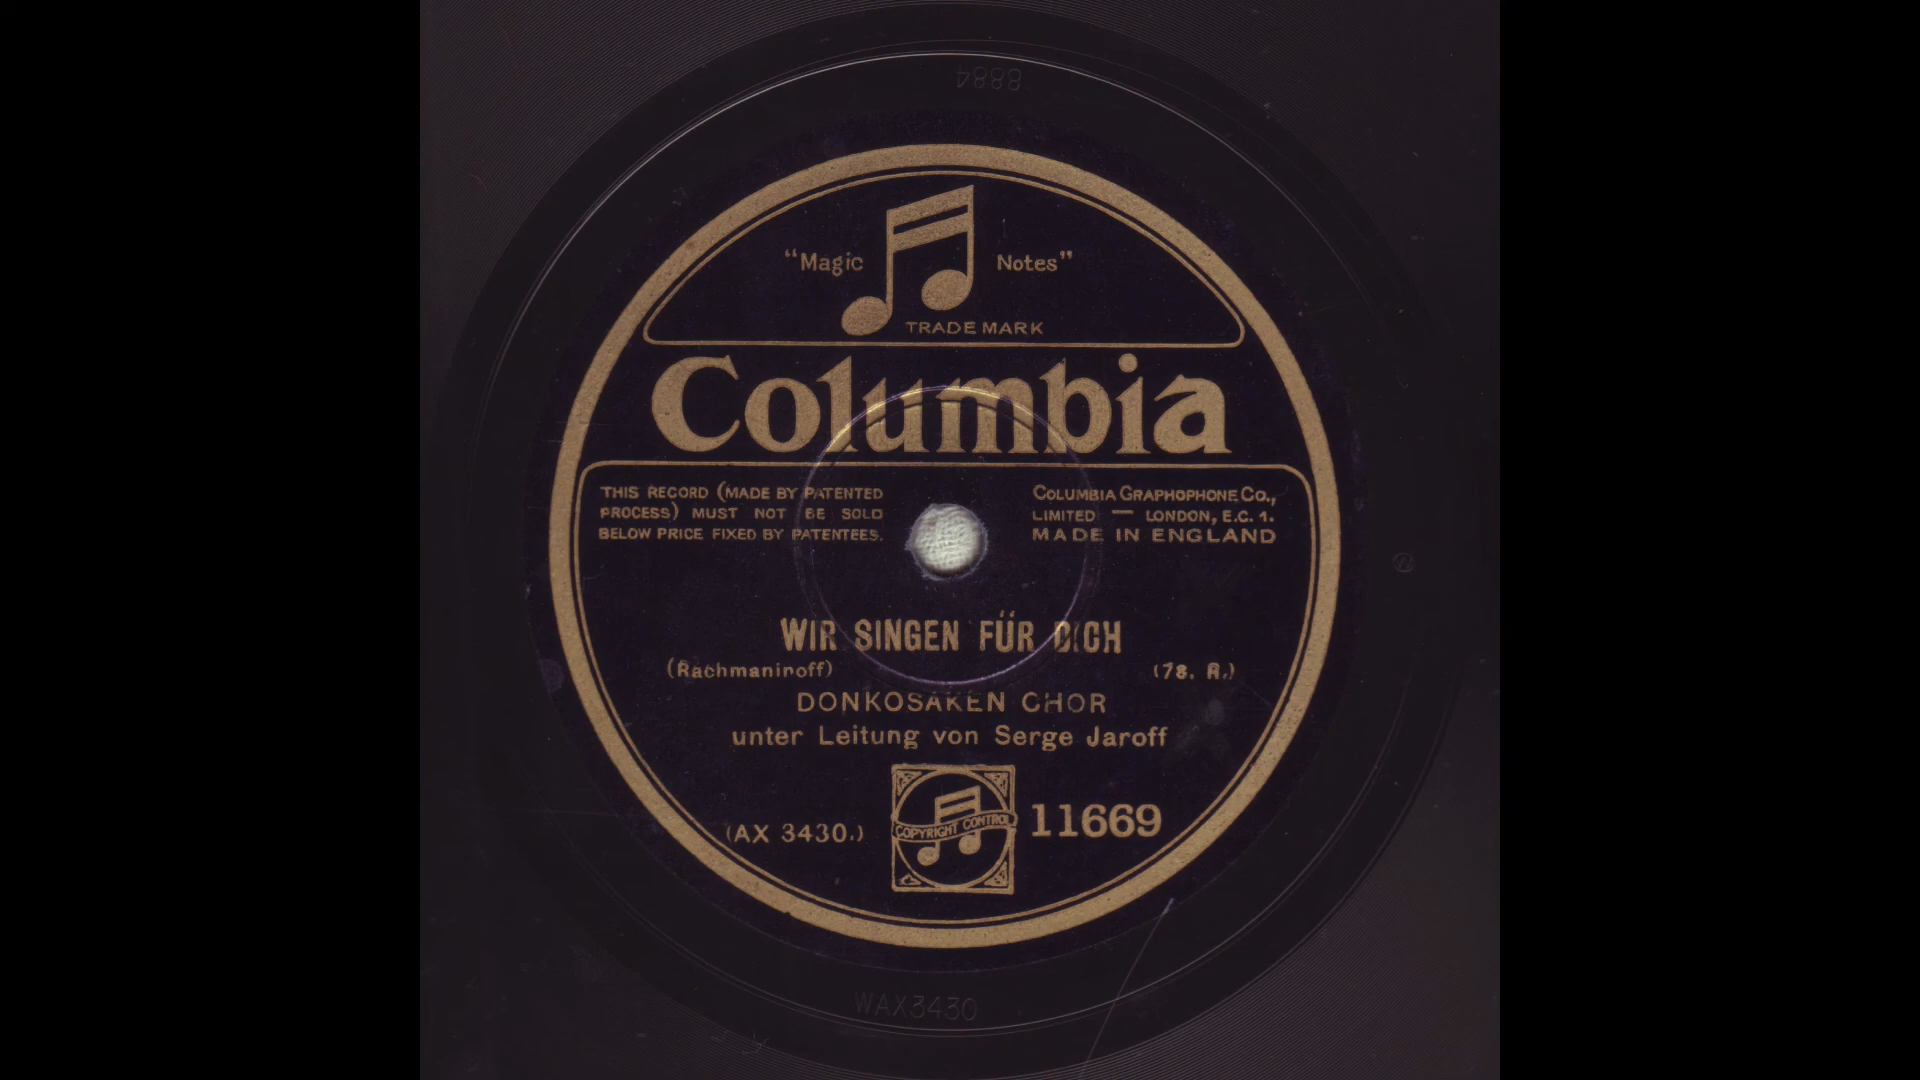 8884
“Magic Notes”
TRADE MARK
Columbia
THIS RECORD (MADE BY PATENTED
PROCESS) MUST NOT BE SOLD
BELOW PRICE FIXED BY PATENTEES.
COLUMBIA GRAPHOPHONE CO.,
LIMITED — LONDON, E.C. 1.
MADE IN ENGLAND
WIR SINGEN FÜR DICH
(Rachmaninoff) (78. R.)
DONKOSAKEN CHOR
unter Leitung von Serge Jaroff
COPYRIGHT CONTROL
(AX 3430.) 11669
WAX3430